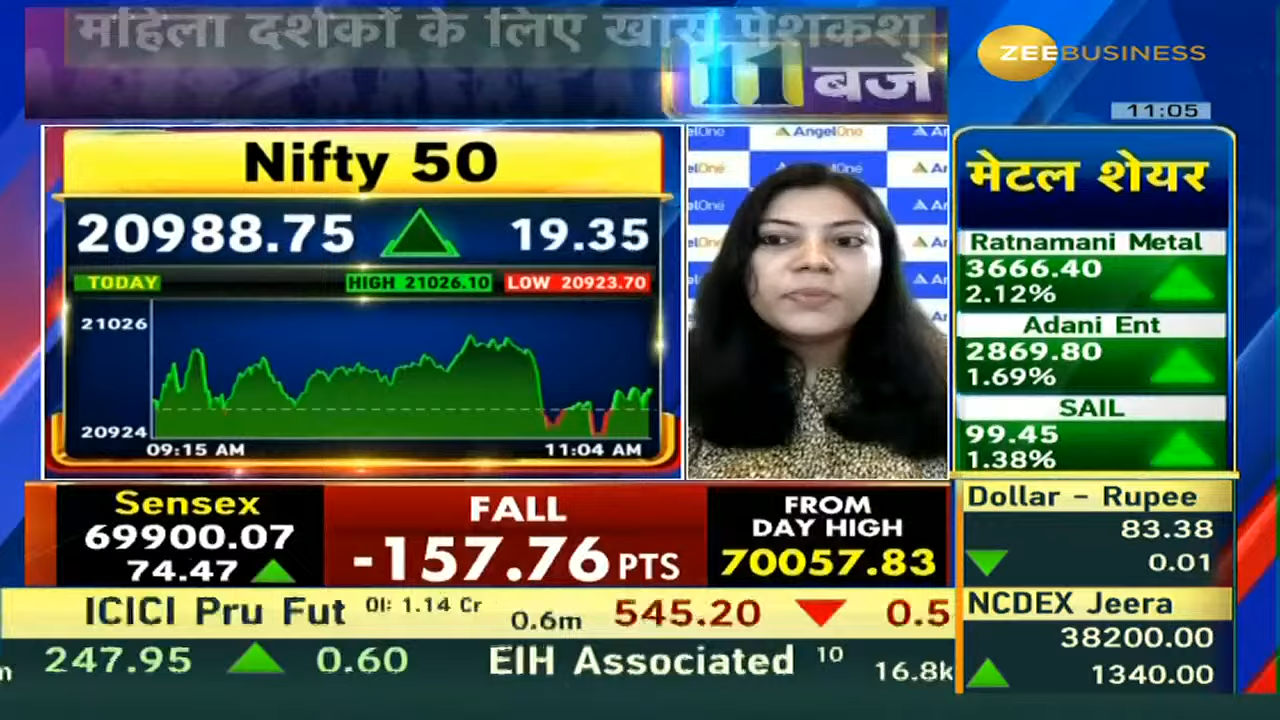 महिला दर्शकों के लिए खास पेशकश
11 बजे
ZEEBUSINESS
11:05
Nifty 50
20988.75 19.35
TODAY HIGH 21026.10 LOW 20923.70
21026
20924
09:15 AM 11:04 AM
AngelOne
मेटल शेयर
Ratnamani Metal
3666.40
2.12%
Adani Ent
2869.80
1.69%
SAIL
99.45
1.38%
Sensex
69900.07
74.47
FALL
-157.76 PTS
FROM
DAY HIGH
70057.83
Dollar - Rupee
83.38
0.01
NCDEX Jeera
38200.00
1340.00
ICICI Pru Fut OI: 1.14 Cr 0.6m 545.20 0.5
247.95 0.60 EIH Associated 10 16.8k